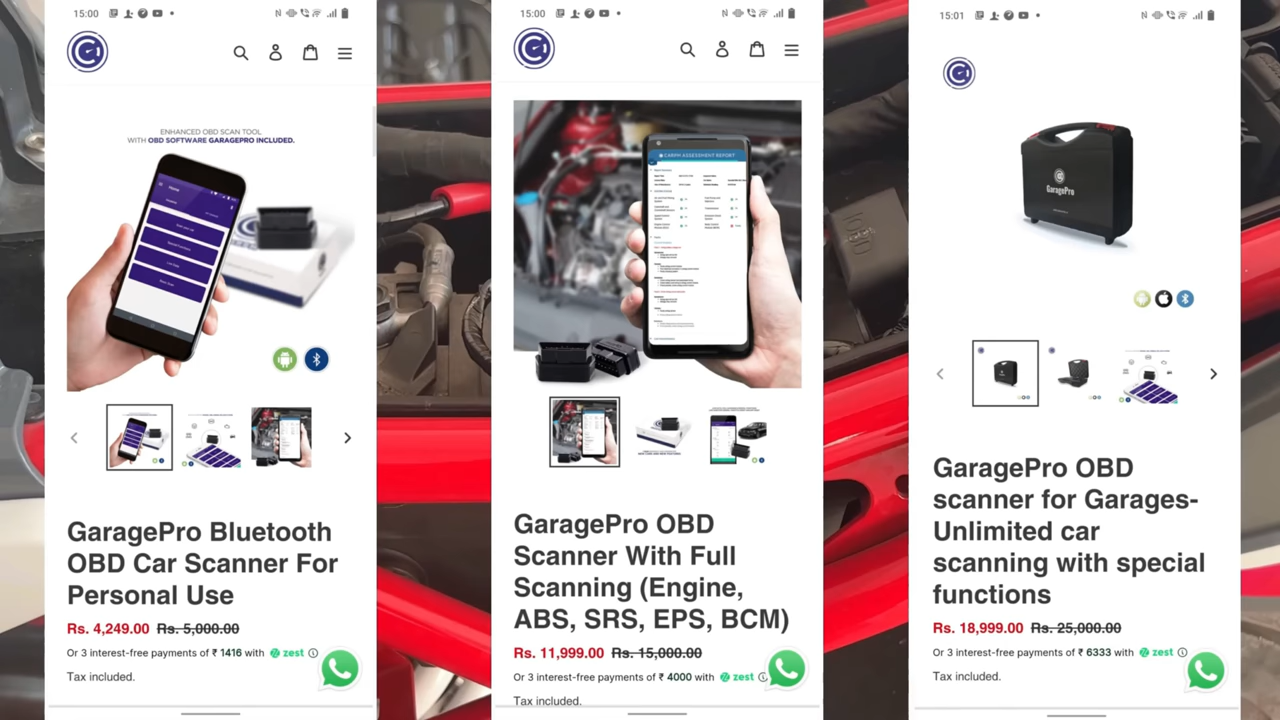 15:00
ENHANCED OBD SCAN TOOL
WITH OBD SOFTWARE GARAGEPRO INCLUDED.
Home
GaragePro Bluetooth
OBD Car Scanner For
Personal Use
Rs. 4,249.00 Rs. 5,000.00
Or 3 interest-free payments of ₹ 1416 with zest
Tax included.
15:00
CARPM ASSESSMENT REPORT
GaragePro OBD
Scanner With Full
Scanning (Engine,
ABS, SRS, EPS, BCM)
Rs. 11,999.00 Rs. 15,000.00
Or 3 interest-free payments of ₹ 4000 with zest
Tax included.
15:01
GaragePro
GaragePro OBD
scanner for Garages-
Unlimited car
scanning with special
functions
Rs. 18,999.00 Rs. 25,000.00
Or 3 interest-free payments of ₹ 6333 with zest
Tax included.